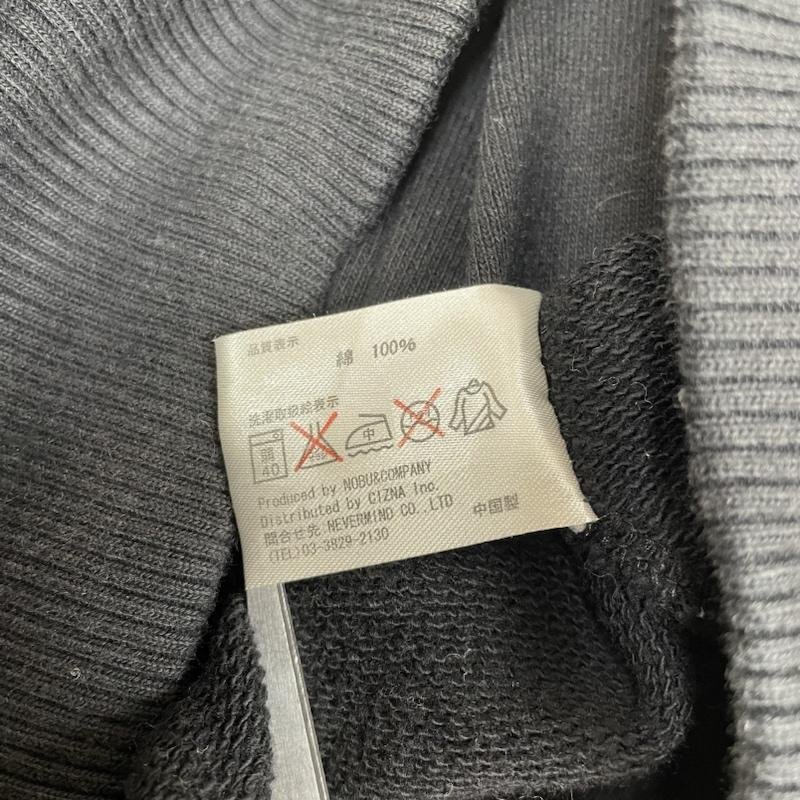 品質表示
綿 100%
洗濯取扱絵表示
弱
40
中
Produced by NOBU&COMPANY
Distributed by CIZNA Inc.
問合せ先 NEVERMIND CO.,LTD 中国製
(TEL)03-3829-2130